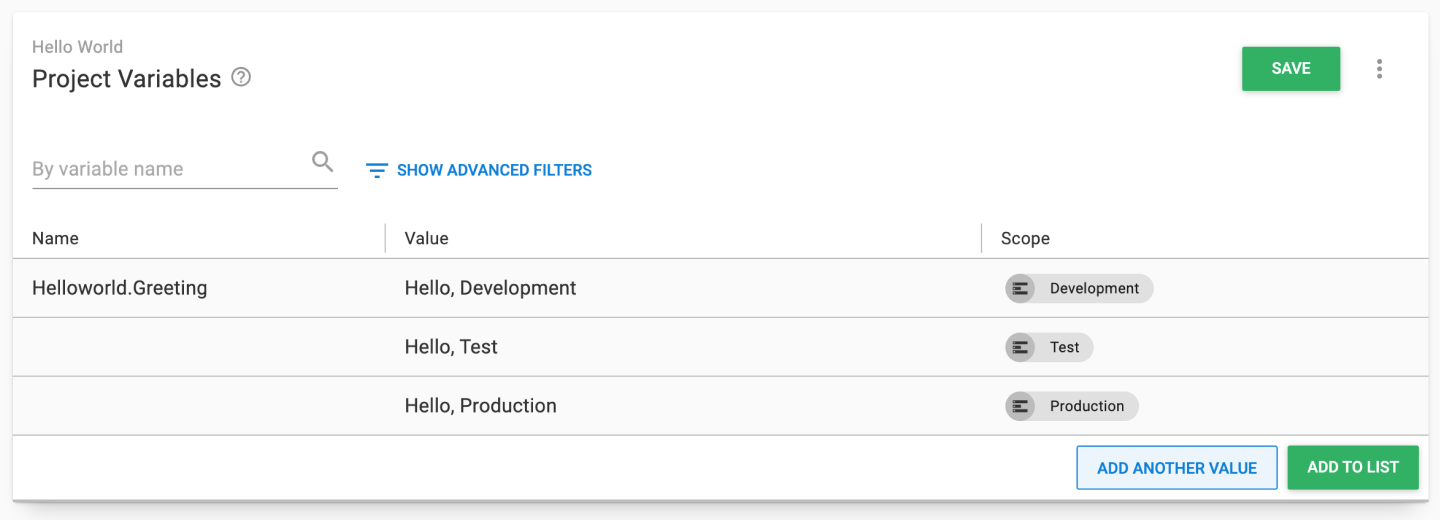 Hello World
Project Variables ?
SAVE
By variable name
SHOW ADVANCED FILTERS
Name Value Scope
Helloworld.Greeting Hello, Development Development
Hello, Test Test
Hello, Production Production
ADD ANOTHER VALUE ADD TO LIST